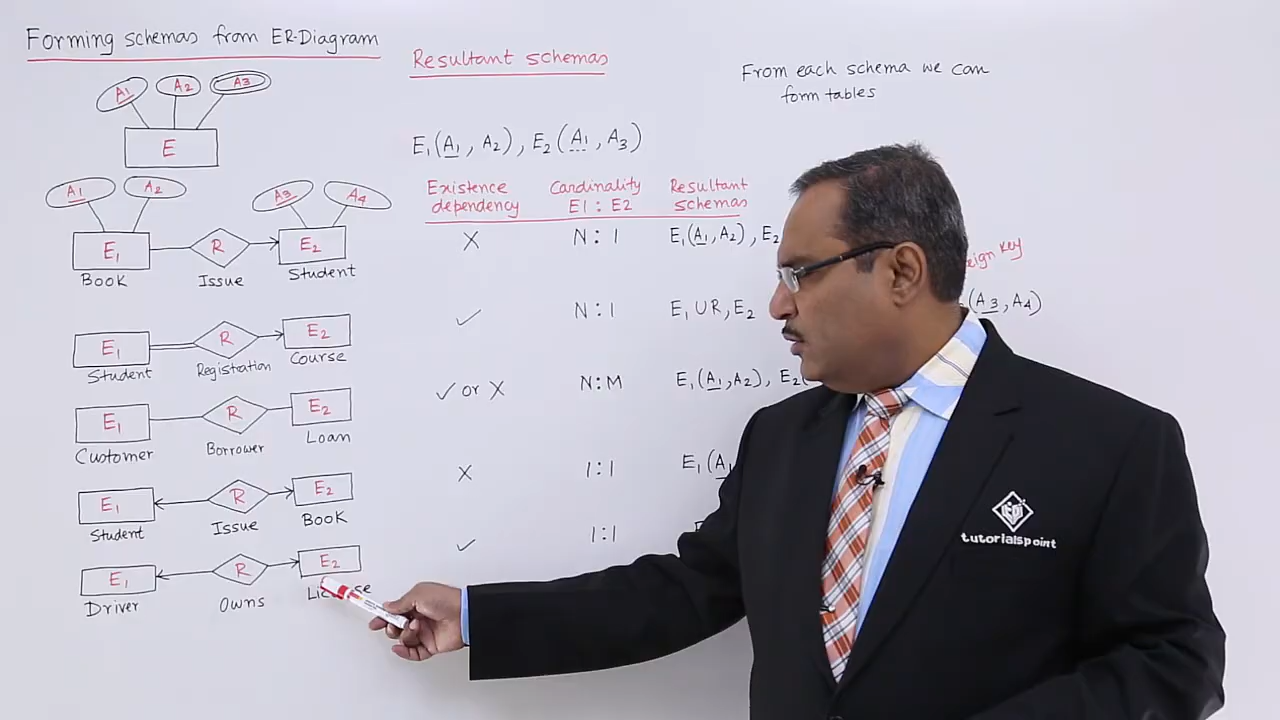 Forming schemas from ER-Diagram
Resultant schemas
From each schema we can
form tables
A1 A2 A3
E
E1(A1, A2), E2(A1, A3)
Existence
dependency
Cardinality
E1 : E2
Resultant
schemas
A1 A2 A3 A4
E1 R E2
Book Issue Student
X N : 1 E1(A1, A2), E2
Key
E1 R E2
Student Registration Course
✓ N : 1 E1 U R, E2
(A3, A4)
E1 R E2
Customer Borrower Loan
✓ or X N : M E1(A1, A2), E2(
E1 R E2
Student Issue Book
X 1 : 1 E1(A1
E1 R E2
Driver Owns
✓ 1 : 1
tutorialspoint